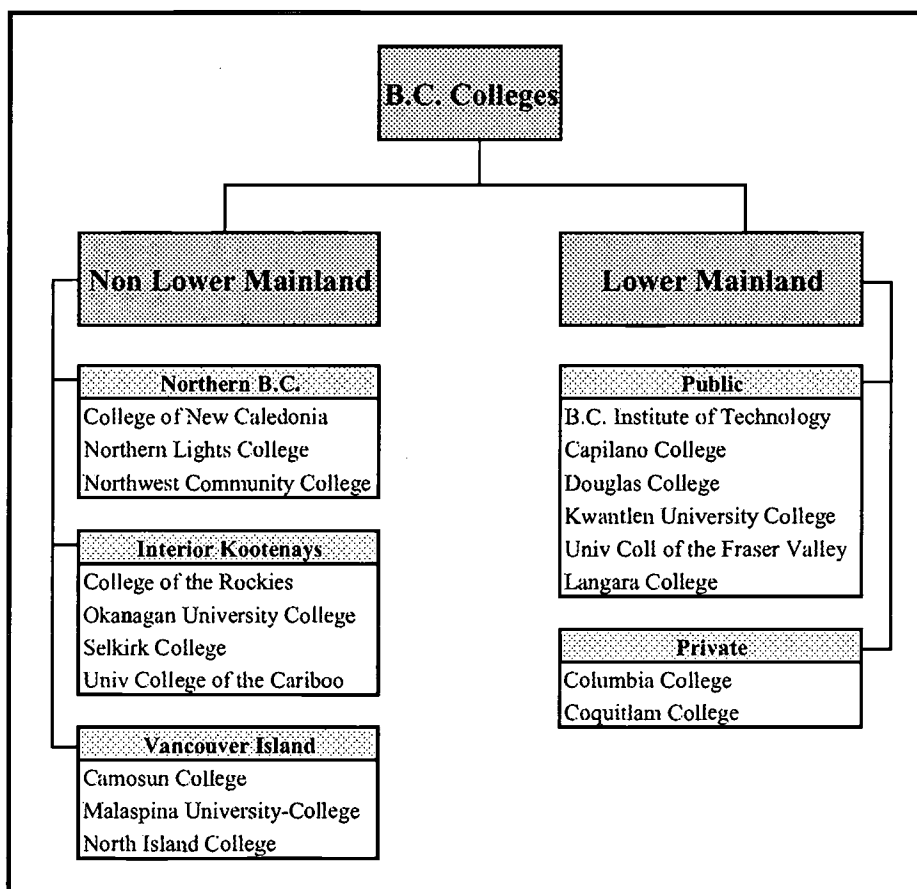 B.C. Colleges
Non Lower Mainland
Northern B.C.
College of New Caledonia
Northern Lights College
Northwest Community College
Interior Kootenays
College of the Rockies
Okanagan University College
Selkirk College
Univ College of the Cariboo
Vancouver Island
Camosun College
Malaspina University-College
North Island College
Lower Mainland
Public
B.C. Institute of Technology
Capilano College
Douglas College
Kwantlen University College
Univ Coll of the Fraser Valley
Langara College
Private
Columbia College
Coquitlam College